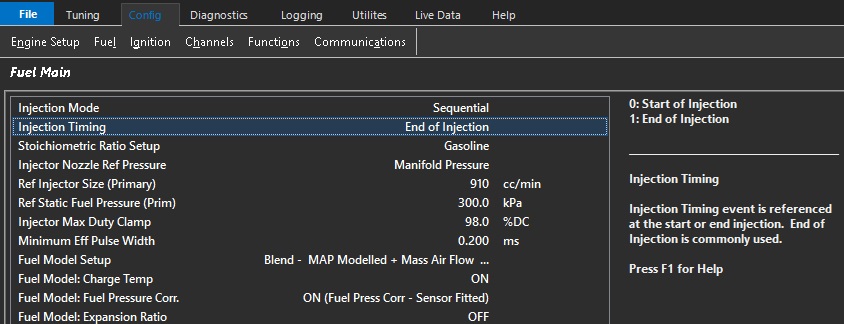 File Tuning Config Diagnostics Logging Utilites Live Data Help
Engine Setup Fuel Ignition Channels Functions Communications
Fuel Main
Injection Mode Sequential
Injection Timing End of Injection
Stoichiometric Ratio Setup Gasoline
Injector Nozzle Ref Pressure Manifold Pressure
Ref Injector Size (Primary) 910 cc/min
Ref Static Fuel Pressure (Prim) 300.0 kPa
Injector Max Duty Clamp 98.0 %DC
Minimum Eff Pulse Width 0.200 ms
Fuel Model Setup Blend - MAP Modelled + Mass Air Flow ...
Fuel Model: Charge Temp ON
Fuel Model: Fuel Pressure Corr. ON (Fuel Press Corr - Sensor Fitted)
Fuel Model: Expansion Ratio OFF
0: Start of Injection
1: End of Injection
Injection Timing
Injection Timing event is referenced
at the start or end injection. End of
Injection is commonly used.
Press F1 for Help